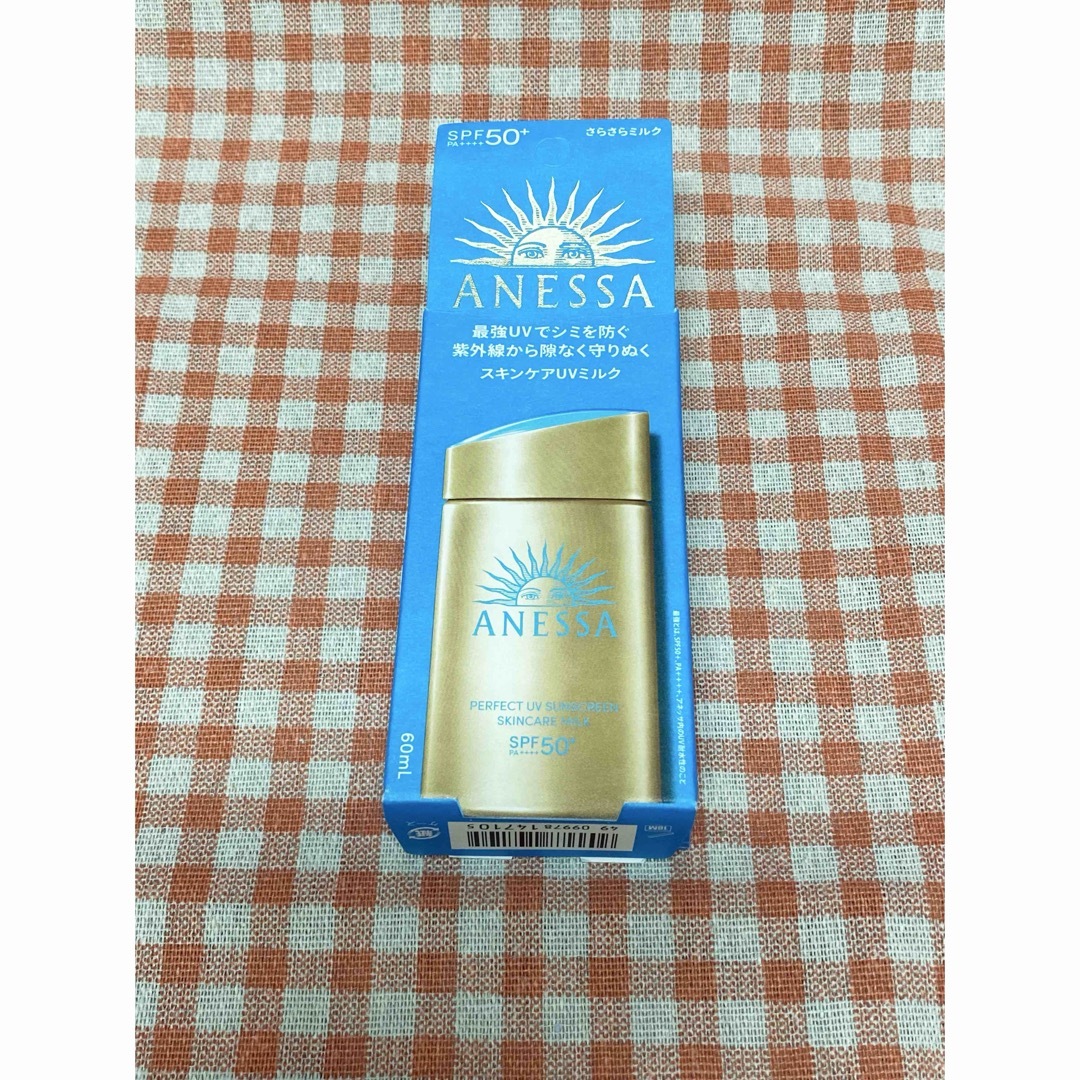 SPF50+
PA++++
さらさらミルク
ANESSA
最強UVでシミを防ぐ
紫外線から隙なく守りぬく
スキンケアUVミルク
ANESSA
PERFECT UV SUNSCREEN
SKINCARE MILK
SPF50+
PA++++
60mL
4909978147105